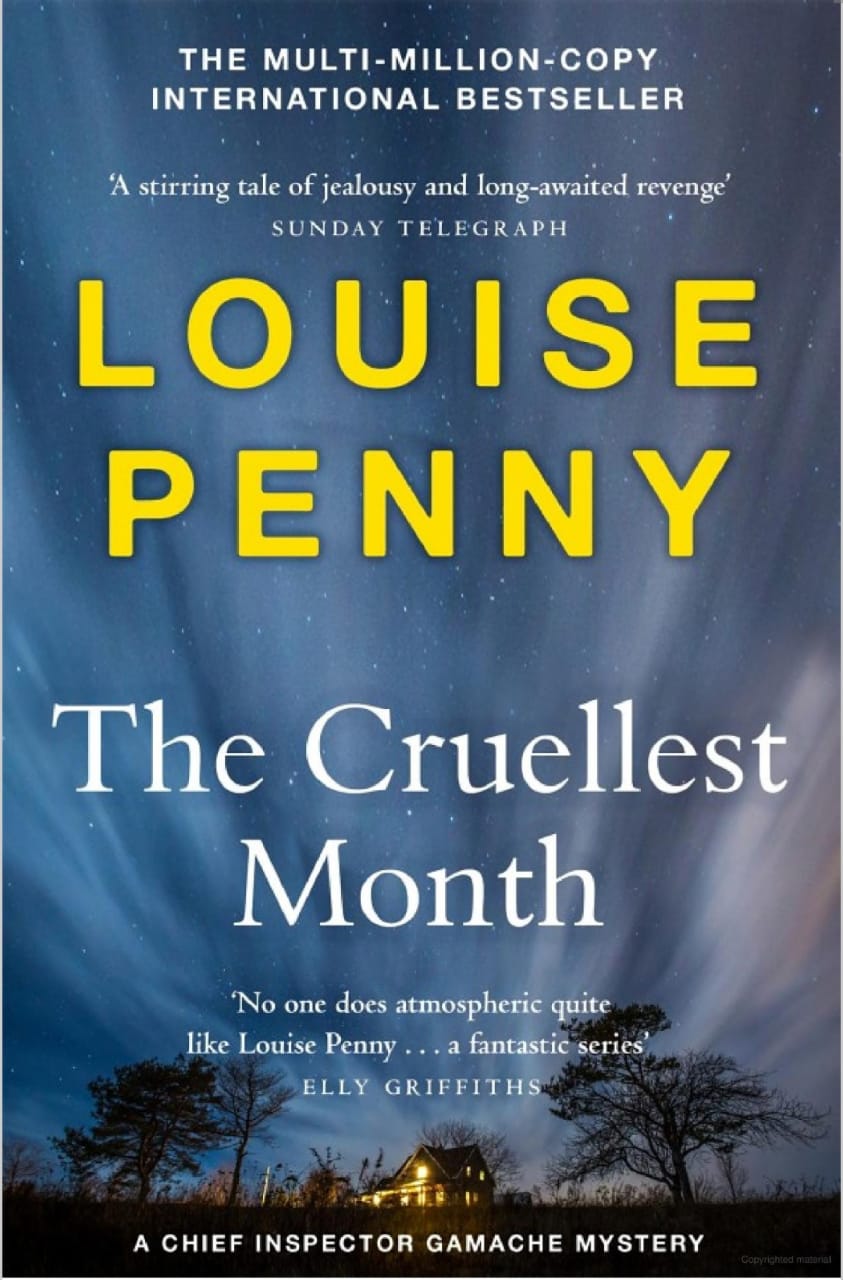 THE MULTI-MILLION-COPY
INTERNATIONAL BESTSELLER
‘A stirring tale of jealousy and long-awaited revenge’
SUNDAY TELEGRAPH
LOUISE
PENNY
The Cruellest
Month
‘No one does atmospheric quite
like Louise Penny . . . a fantastic series’
ELLY GRIFFITHS
A CHIEF INSPECTOR GAMACHE MYSTERY
Copyrighted material